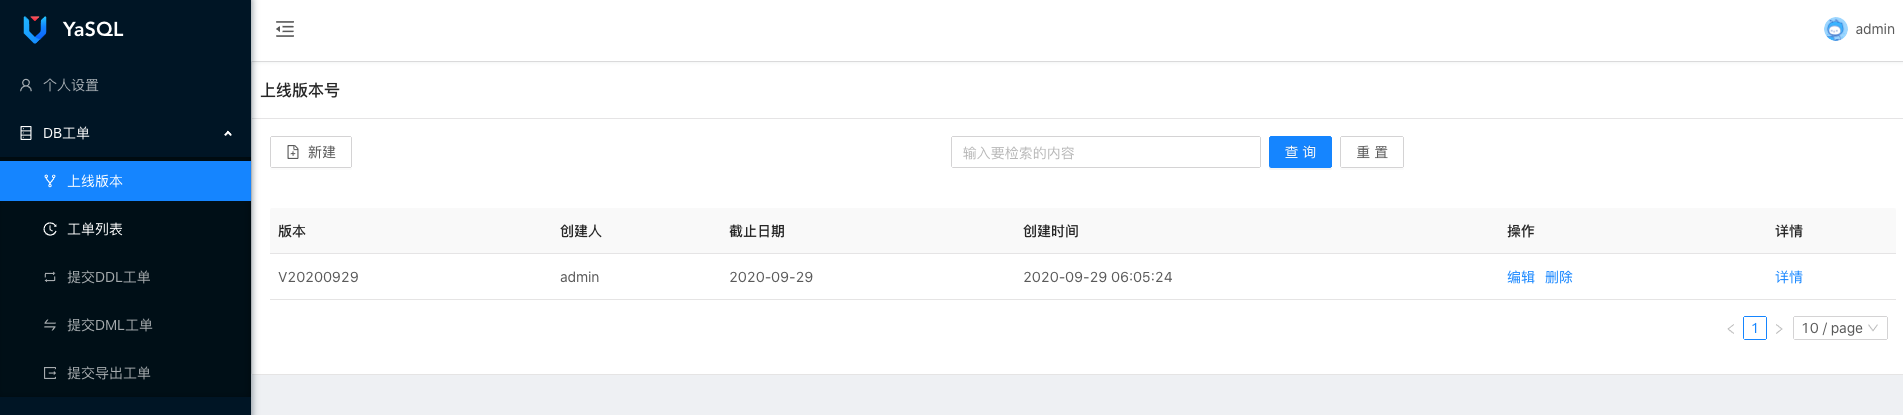 YaSQL
admin
个人设置
DB工单
上线版本
工单列表
提交DDL工单
提交DML工单
提交导出工单
上线版本号
新建
输入要检索的内容
查 询
重 置
版本 创建人 截止日期 创建时间 操作 详情
V20200929 admin 2020-09-29 2020-09-29 06:05:24 编辑 删除 详情
1 10 / page